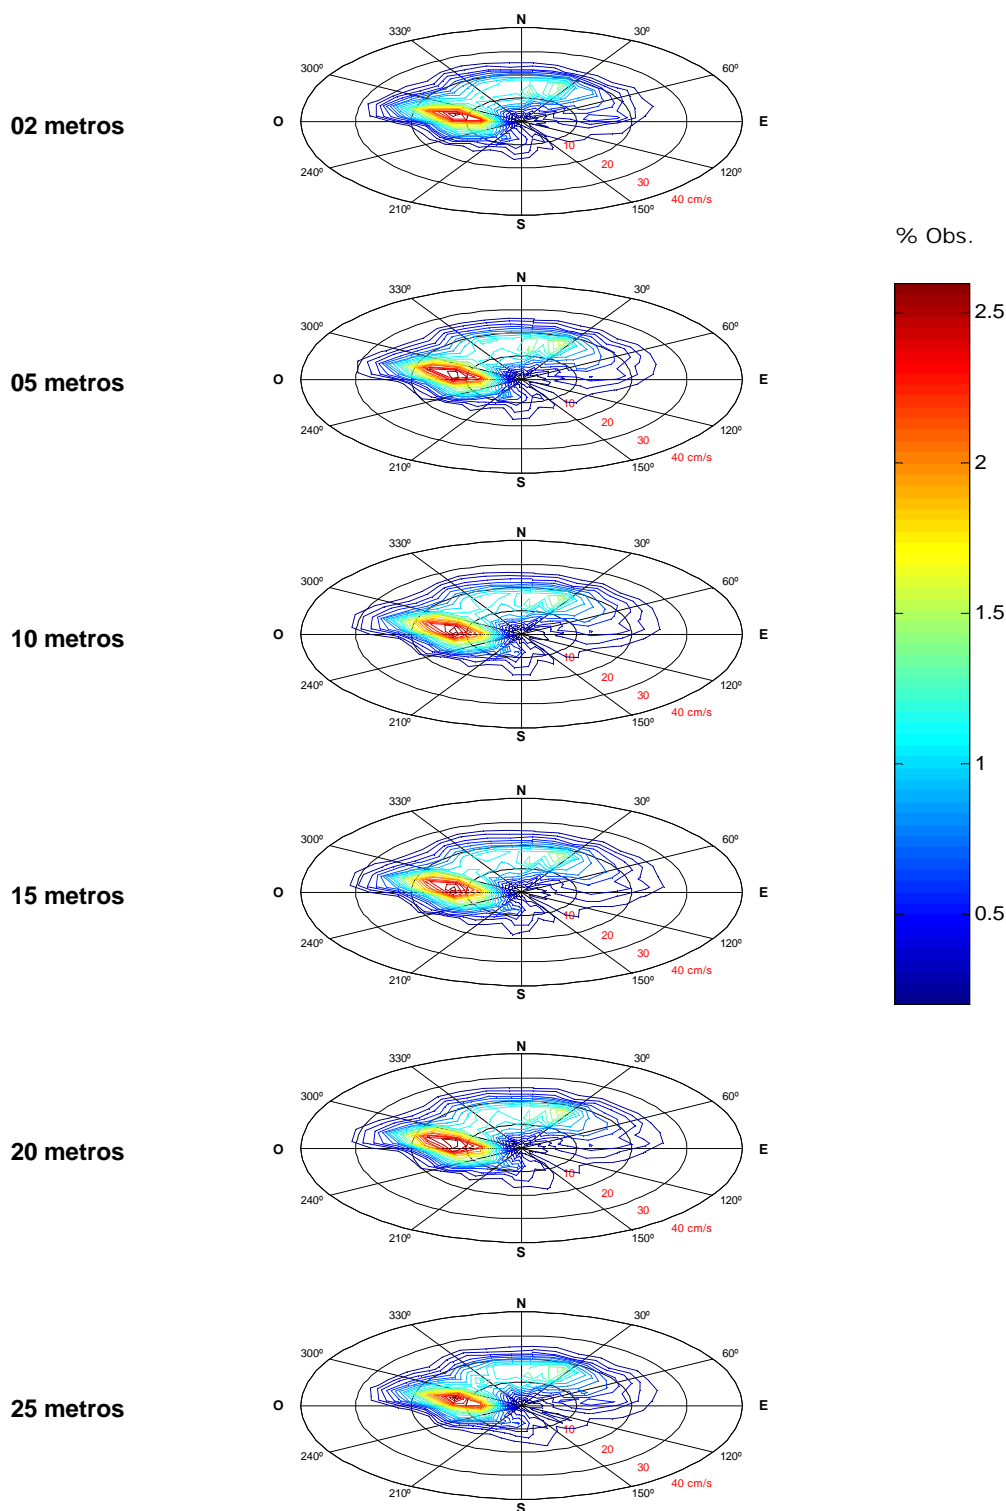 N
330º 30º
300º 60º
02 metros O E
10
20
240º 30 120º
40 cm/s
210º 150º
S
% Obs.
2.5
2
1.5
1
0.5
N
330º 30º
300º 60º
05 metros O E
10
20
240º 30 120º
40 cm/s
210º 150º
S
N
330º 30º
300º 60º
10 metros O E
10
20
240º 30 120º
40 cm/s
210º 150º
S
N
330º 30º
300º 60º
15 metros O E
10
20
240º 30 120º
40 cm/s
210º 150º
S
N
330º 30º
300º 60º
20 metros O E
10
20
240º 30 120º
40 cm/s
210º 150º
S
N
330º 30º
300º 60º
25 metros O E
10
20
240º 30 120º
40 cm/s
210º 150º
S